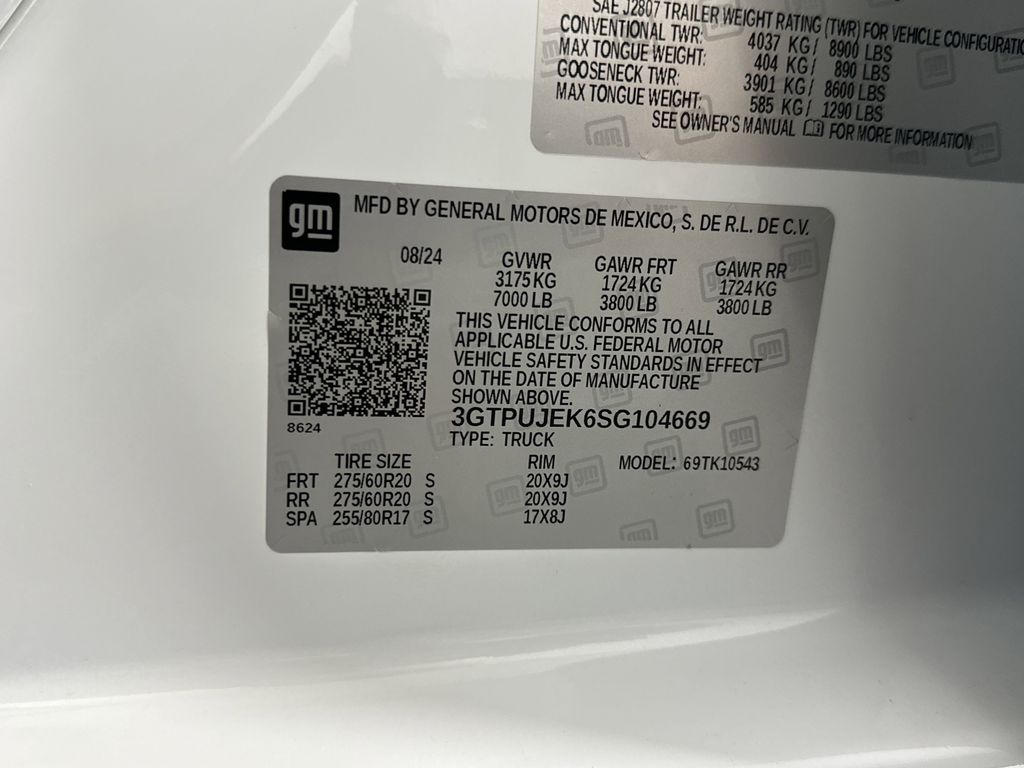 SAE J2807 TRAILER WEIGHT RATING (TWR) FOR VEHICLE
CONVENTIONAL TWR: 4037 KG/ 8900 LBS
MAX TONGUE WEIGHT: 404 KG/ 890 LBS
GOOSENECK TWR: 3901 KG/ 8600 LBS
MAX TONGUE WEIGHT: 585 KG/ 1290 LBS
SEE OWNER'S MANUAL FOR MORE INFORMATION
gm MFD BY GENERAL MOTORS DE MEXICO, S. DE R.L. DE C.V.
08/24 GVWR GAWR FRT GAWR RR
3175 KG 1724 KG 1724 KG
7000 LB 3800 LB 3800 LB
THIS VEHICLE CONFORMS TO ALL
APPLICABLE U.S. FEDERAL MOTOR
VEHICLE SAFETY STANDARDS IN EFFECT
ON THE DATE OF MANUFACTURE
SHOWN ABOVE.
8624
3GTPUJEK6SG104669
TYPE: TRUCK
TIRE SIZE RIM MODEL: 69TK10543
FRT 275/60R20 S 20X9J
RR 275/60R20 S 20X9J
SPA 255/80R17 S 17X8J